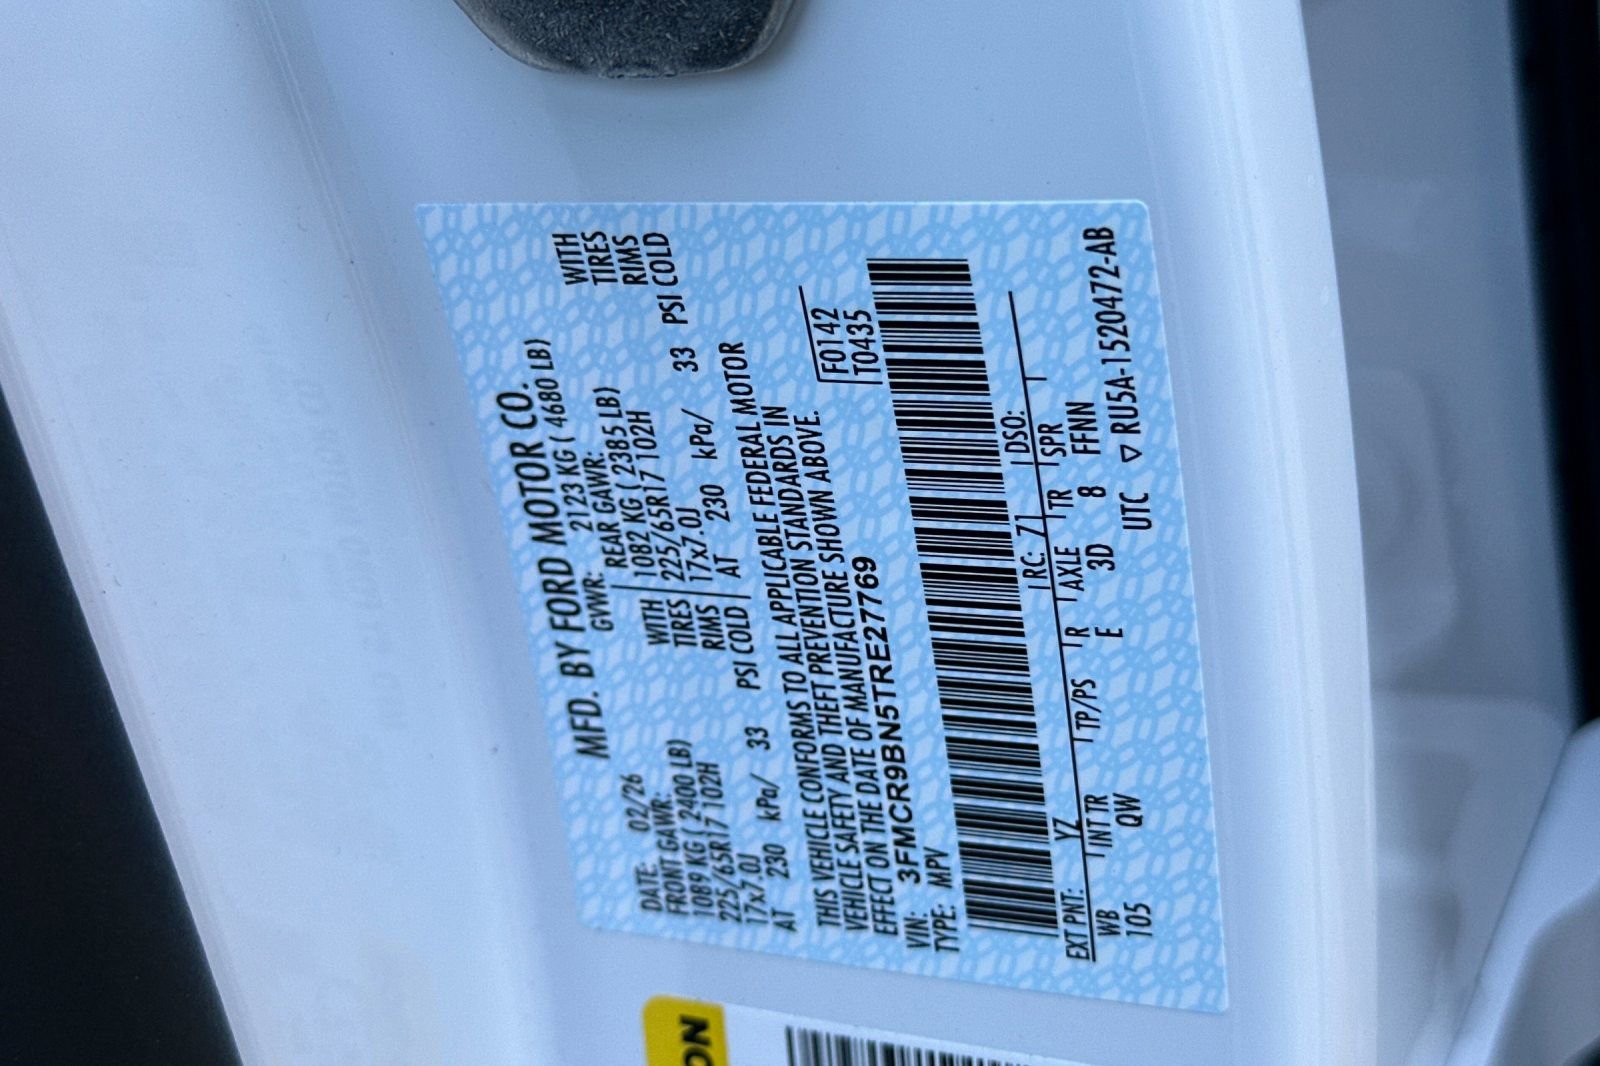 MFD. BY FORD MOTOR CO.
DATE: 02/26 GVWR: 2123 KG ( 4680 LB)
FRONT GAWR: REAR GAWR:
1089 KG ( 2400 LB) WITH 1082 KG ( 2385 LB) WITH
225/65R17 102H TIRES 225/65R17 102H TIRES
17x7.0J RIMS 17x7.0J RIMS
AT 230 kPa/ 33 PSI COLD AT 230 kPa/ 33 PSI COLD
THIS VEHICLE CONFORMS TO ALL APPLICABLE FEDERAL MOTOR
VEHICLE SAFETY AND THEFT PREVENTION STANDARDS IN
EFFECT ON THE DATE OF MANUFACTURE SHOWN ABOVE.
VIN: 3FMCR9BN5TRE27769 F0142
TYPE: MPV T0435
EXT PNT: YZ RC: 71 DSO:
WB INT TR TP/PS R AXLE TR SPR
105 QW E 3D 8 FFNN
UTC ▽ RU5A-1520472-AB
ON